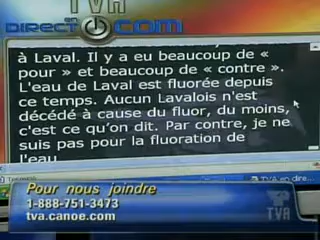 TVA
DIRECT.COM
à Laval. Il y a eu beaucoup de «
pour » et beaucoup de « contre ».
L'eau de Laval est fluorée depuis
ce temps. Aucun Lavalois n'est
décédé à cause du fluor, du moins,
c'est ce qu'on dit. Par contre, je ne
suis pas pour la fluoration de
l'eau
Pour nous joindre
1-888-751-3473
tva.canoe.com
TVA